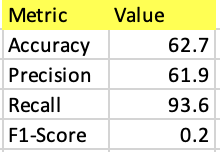 Metric Value
Accuracy 62.7
Precision 61.9
Recall 93.6
F1-Score 0.2